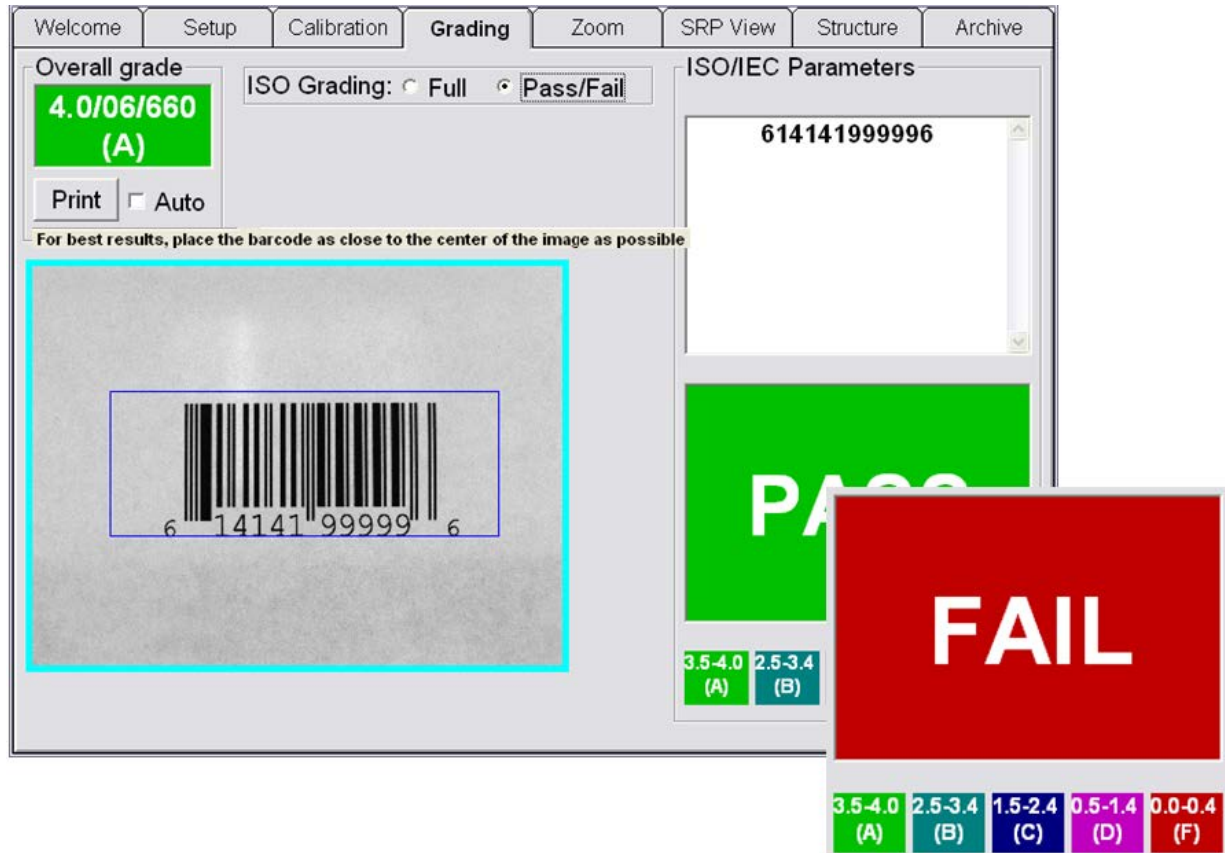 Welcome Setup Calibration Grading Zoom SRP View Structure Archive
Overall grade
4.0/06/660
(A)
Print Auto
ISO Grading: Full Pass/Fail
ISO/IEC Parameters
614141999996
For best results, place the barcode as close to the center of the image as possible
6 14141 99999 6
PASS
3.5-4.0 2.5-3.4
(A) (B)
FAIL
3.5-4.0 2.5-3.4 1.5-2.4 0.5-1.4 0.0-0.4
(A) (B) (C) (D) (F)